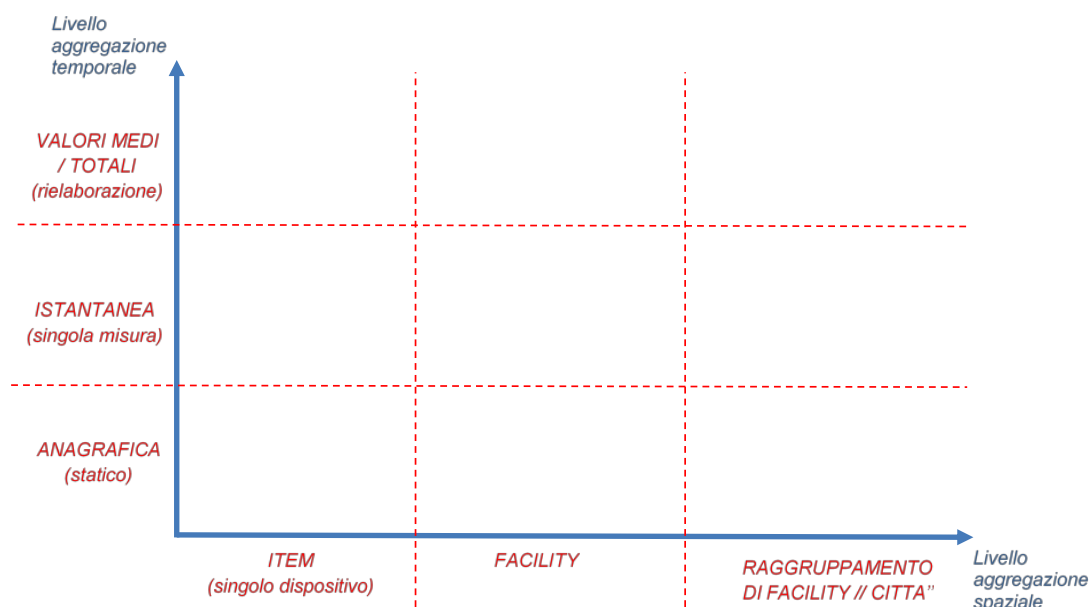 Livello
aggregazione
temporale
VALORI MEDI
/ TOTALI
(rielaborazione)
ISTANTANEA
(singola misura)
ANAGRAFICA
(statico)
ITEM
(singolo dispositivo)
FACILITY
RAGGRUPPAMENTO
DI FACILITY // CITTA''
Livello
aggregazione
spaziale